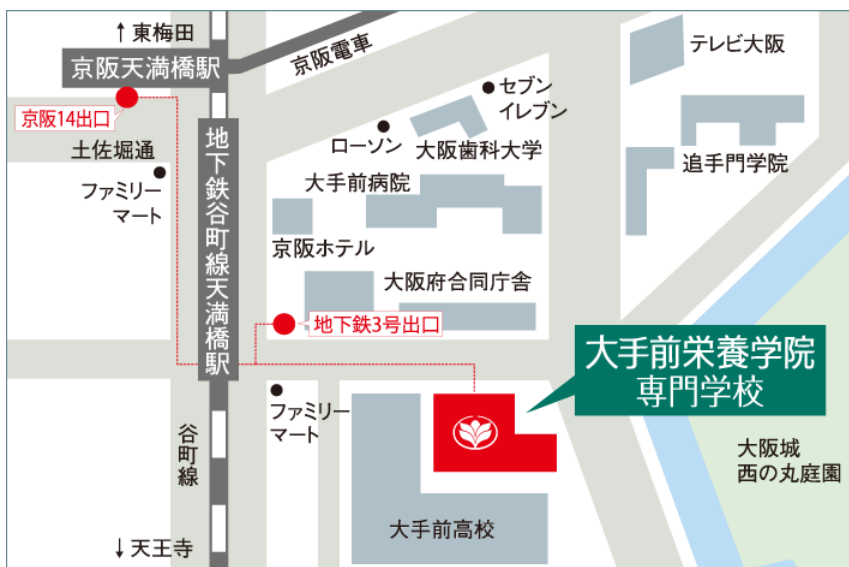 ↑東梅田
京阪天満橋駅
京阪電車
京阪14出口
土佐堀通
ファミリー
マート
地下鉄谷町線天満橋駅
セブン
イレブン
ローソン
大阪歯科大学
テレビ大阪
追手門学院
大手前病院
京阪ホテル
大阪府合同庁舎
地下鉄3号出口
大手前栄養学院
専門学校
ファミリー
マート
谷町線
大阪城
西の丸庭園
大手前高校
↓天王寺